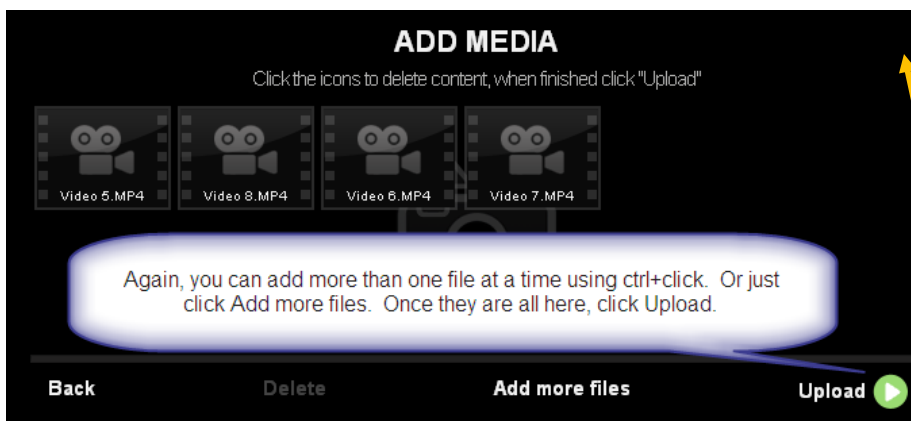 ADD MEDIA
Click the icons to delete content, when finished click "Upload"
Video 5.MP4 Video 8.MP4 Video 6.MP4 Video 7.MP4
Again, you can add more than one file at a time using ctrl+click. Or just
click Add more files. Once they are all here, click Upload.
Back Delete Add more files Upload